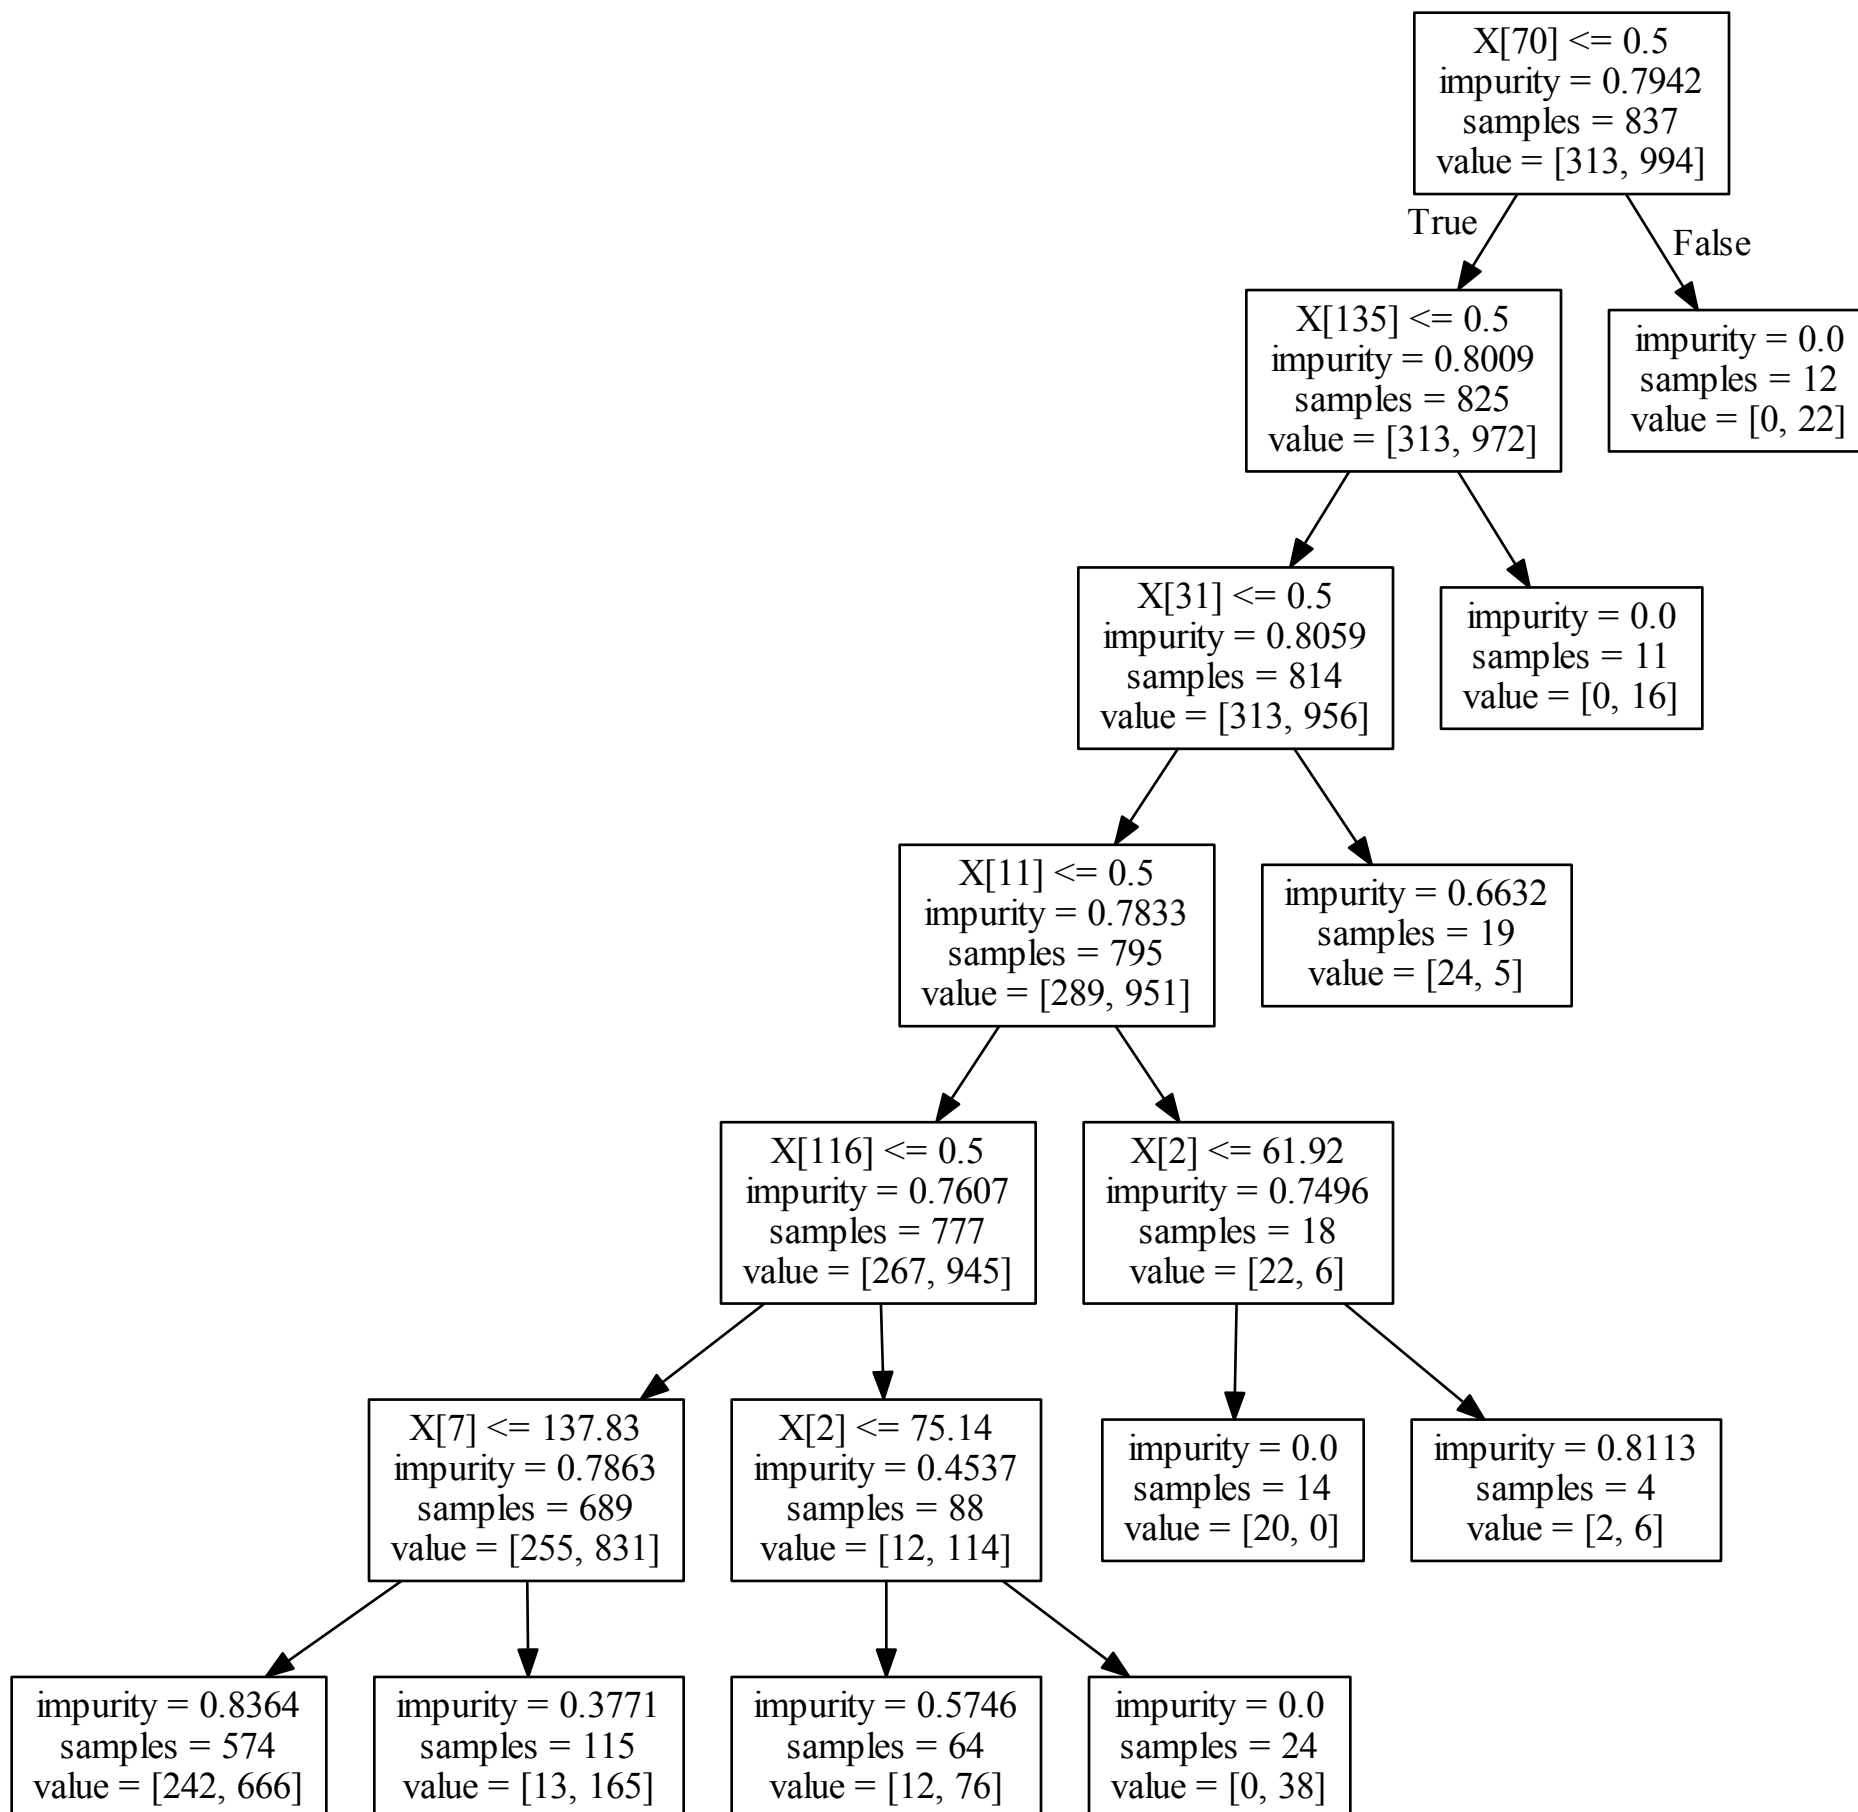 X[70] <= 0.5
impurity = 0.7942
samples = 837
value = [313, 994]
True
False
X[135] <= 0.5
impurity = 0.8009
samples = 825
value = [313, 972]
impurity = 0.0
samples = 12
value = [0, 22]
X[31] <= 0.5
impurity = 0.8059
samples = 814
value = [313, 956]
impurity = 0.0
samples = 11
value = [0, 16]
X[11] <= 0.5
impurity = 0.7833
samples = 795
value = [289, 951]
impurity = 0.6632
samples = 19
value = [24, 5]
X[116] <= 0.5
impurity = 0.7607
samples = 777
value = [267, 945]
X[2] <= 61.92
impurity = 0.7496
samples = 18
value = [22, 6]
X[7] <= 137.83
impurity = 0.7863
samples = 689
value = [255, 831]
X[2] <= 75.14
impurity = 0.4537
samples = 88
value = [12, 114]
impurity = 0.0
samples = 14
value = [20, 0]
impurity = 0.8113
samples = 4
value = [2, 6]
impurity = 0.8364
samples = 574
value = [242, 666]
impurity = 0.3771
samples = 115
value = [13, 165]
impurity = 0.5746
samples = 64
value = [12, 76]
impurity = 0.0
samples = 24
value = [0, 38]